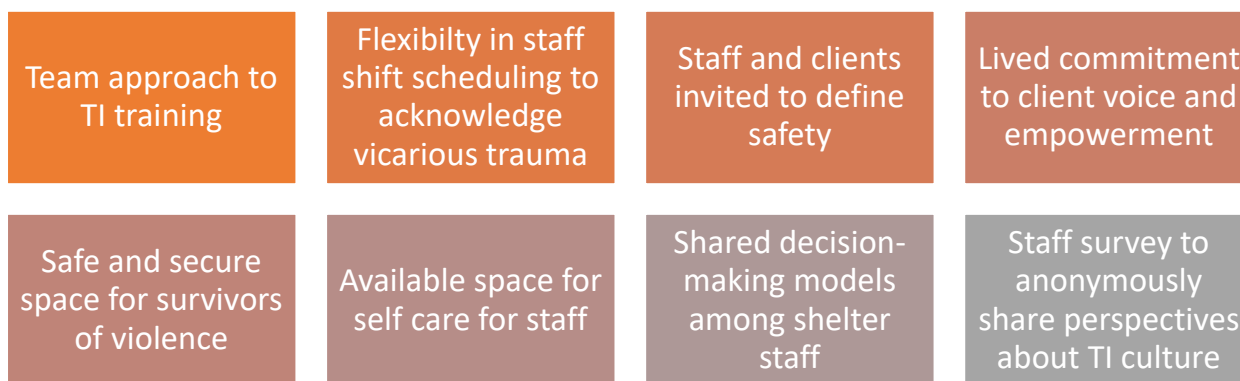 Team approach to
TI training
Flexibilty in staff
shift scheduling to
acknowledge
vicarious trauma
Staff and clients
invited to define
safety
Lived commitment
to client voice and
empowerment
Safe and secure
space for survivors
of violence
Available space for
self care for staff
Shared decision-
making models
among shelter
staff
Staff survey to
anonymously
share perspectives
about TI culture